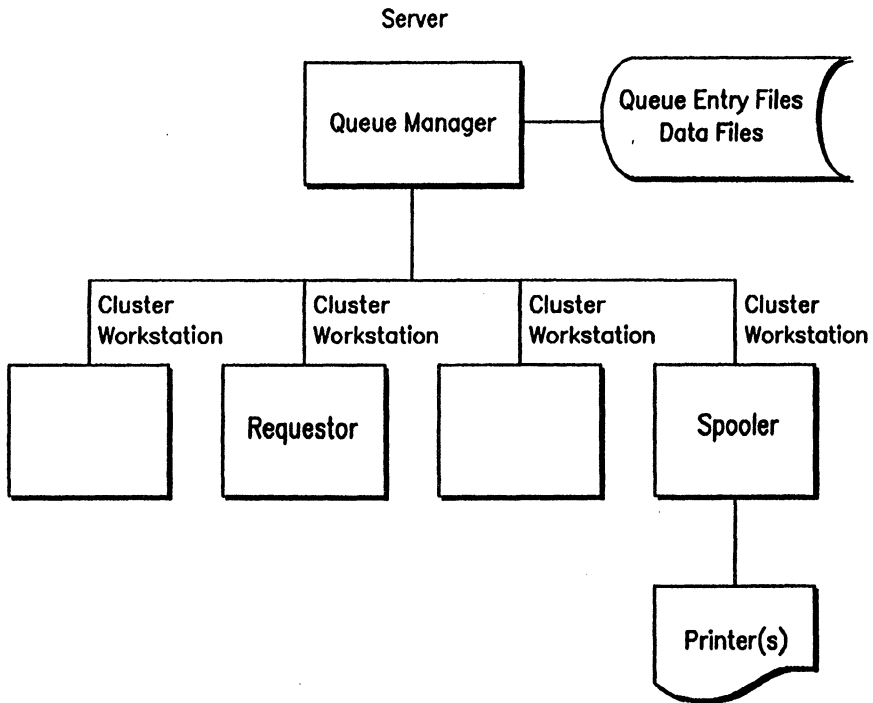 Server
Queue Manager
Queue Entry Files
Data Files
Cluster
Workstation
Cluster
Workstation
Cluster
Workstation
Cluster
Workstation
Requestor
Spooler
Printer(s)